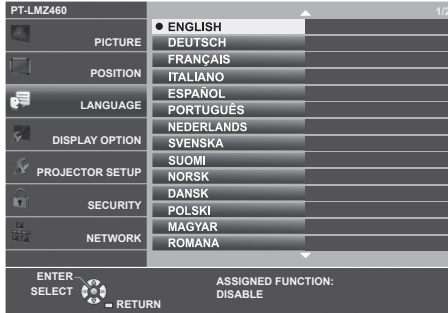 PT-LMZ460
1/2
PICTURE
POSITION
LANGUAGE
DISPLAY OPTION
PROJECTOR SETUP
SECURITY
NETWORK
ENGLISH
DEUTSCH
FRANÇAIS
ITALIANO
ESPAÑOL
PORTUGUÊS
NEDERLANDS
SVENSKA
SUOMI
NORSK
DANSK
POLSKI
MAGYAR
ROMANA
ENTER
SELECT
RETURN
ASSIGNED FUNCTION:
DISABLE